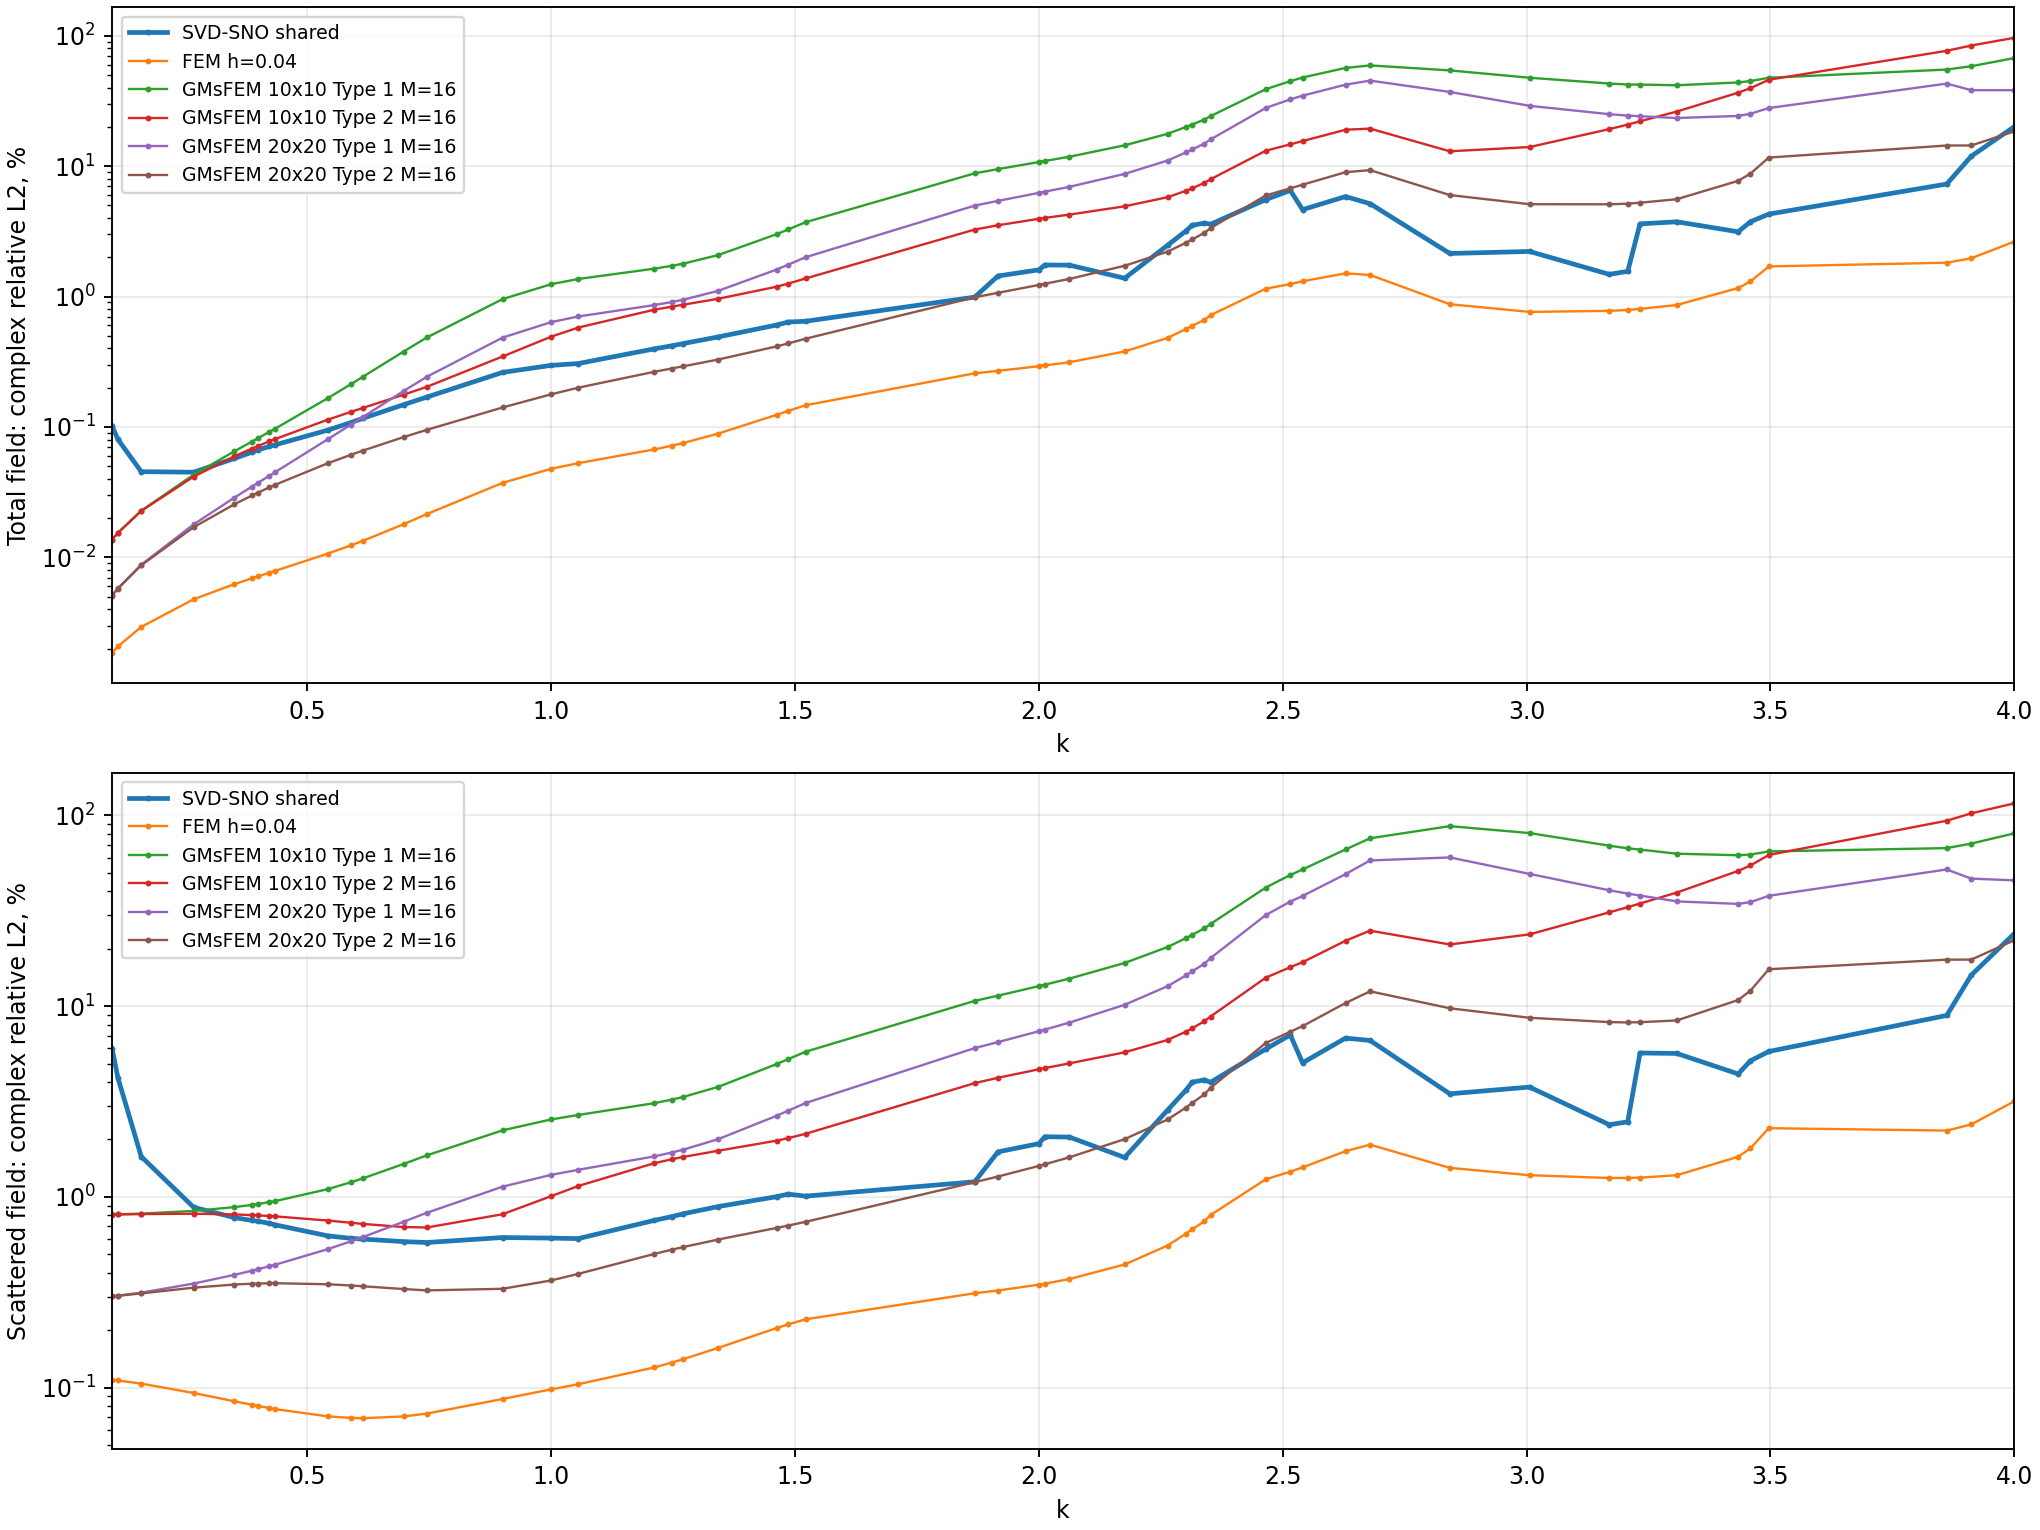 10²
10¹
10⁰
10⁻¹
10⁻²
Total field: complex relative L2, %
SVD-SNO shared
FEM h=0.04
GMsFEM 10x10 Type 1 M=16
GMsFEM 10x10 Type 2 M=16
GMsFEM 20x20 Type 1 M=16
GMsFEM 20x20 Type 2 M=16
0.5 1.0 1.5 2.0 2.5 3.0 3.5 4.0
k
10²
10¹
10⁰
10⁻¹
Scattered field: complex relative L2, %
SVD-SNO shared
FEM h=0.04
GMsFEM 10x10 Type 1 M=16
GMsFEM 10x10 Type 2 M=16
GMsFEM 20x20 Type 1 M=16
GMsFEM 20x20 Type 2 M=16
0.5 1.0 1.5 2.0 2.5 3.0 3.5 4.0
k